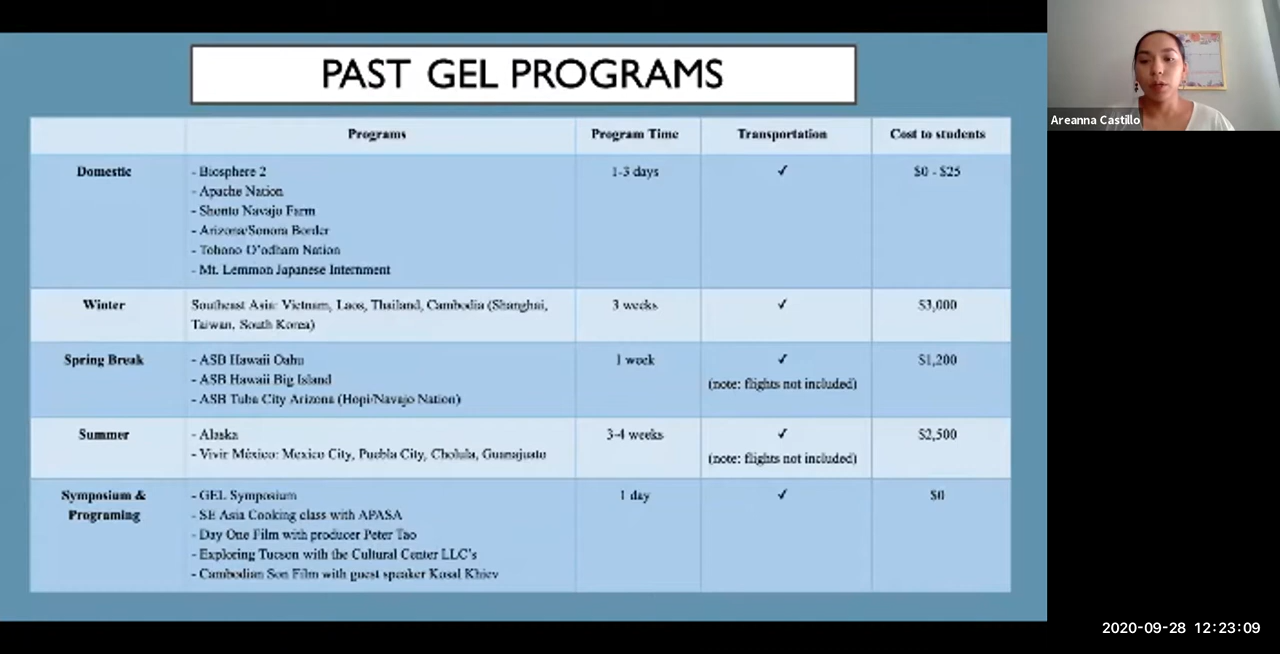 PAST GEL PROGRAMS
Programs Program Time Transportation Cost to students
Domestic - Biosphere 2 1-3 days ✓ $0 - $25
- Apache Nation
- Shonto Navajo Farm
- Arizona/Sonora Border
- Tohono O'odham Nation
- Mt. Lemmon Japanese Internment
Winter Southeast Asia: Vietnam, Laos, Thailand, Cambodia (Shanghai, 3 weeks ✓ $3,000
Taiwan, South Korea)
Spring Break - ASB Hawaii Oahu 1 week ✓ $1,200
- ASB Hawaii Big Island (note: flights not included)
- ASB Tuba City Arizona (Hopi/Navajo Nation)
Summer - Alaska 3-4 weeks ✓ $2,500
- Vivir México: Mexico City, Puebla City, Cholula, Guanajuato (note: flights not included)
Symposium & - GEL Symposium 1 day ✓ $0
Programing - SE Asia Cooking class with APASA
- Day One Film with producer Peter Tao
- Exploring Tucson with the Cultural Center LLC's
- Cambodian Son Film with guest speaker Kosal Khiev
Areanna Castillo
2020-09-28 12:23:09